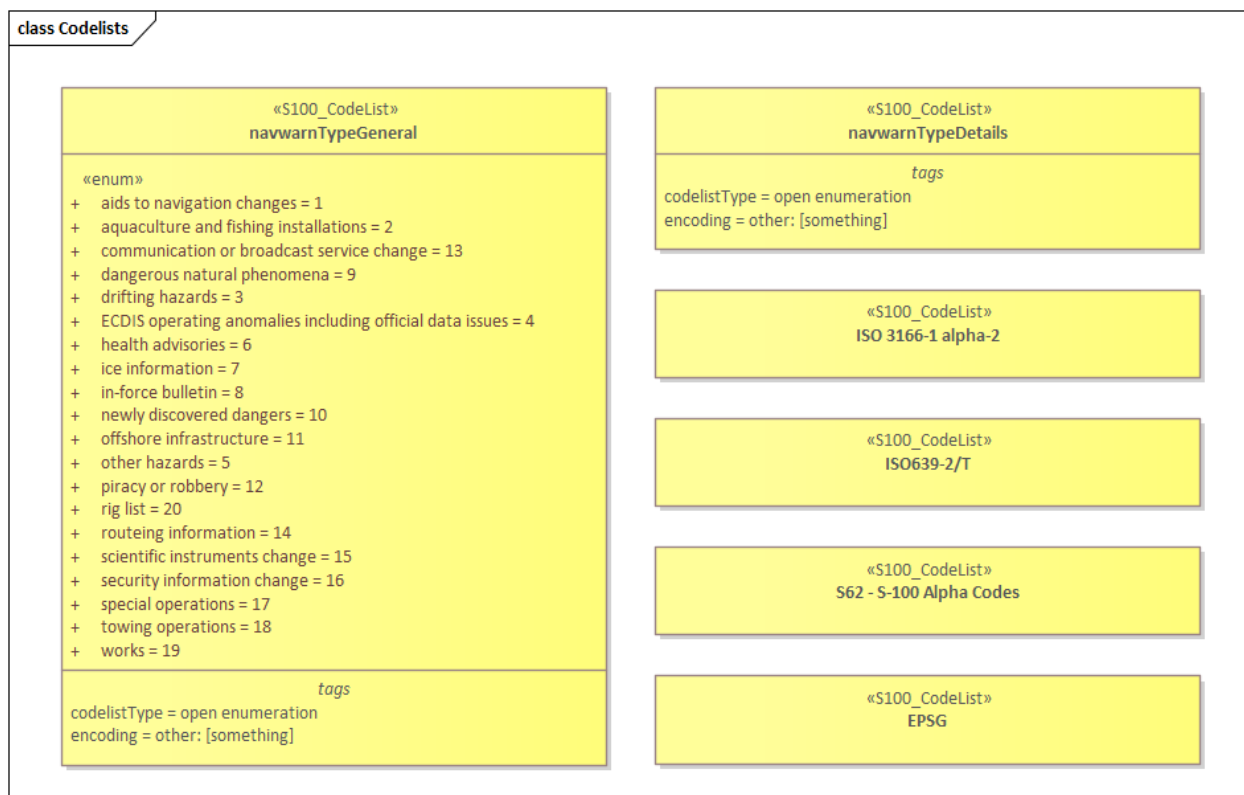 class Codelists
«S100_CodeList»
navwarnTypeGeneral
«enum»
+ aids to navigation changes = 1
+ aquaculture and fishing installations = 2
+ communication or broadcast service change = 13
+ dangerous natural phenomena = 9
+ drifting hazards = 3
+ ECDIS operating anomalies including official data issues = 4
+ health advisories = 6
+ ice information = 7
+ in-force bulletin = 8
+ newly discovered dangers = 10
+ offshore infrastructure = 11
+ other hazards = 5
+ piracy or robbery = 12
+ rig list = 20
+ routeing information = 14
+ scientific instruments change = 15
+ security information change = 16
+ special operations = 17
+ towing operations = 18
+ works = 19
tags
codelistType = open enumeration
encoding = other: [something]
«S100_CodeList»
navwarnTypeDetails
tags
codelistType = open enumeration
encoding = other: [something]
«S100_CodeList»
ISO 3166-1 alpha-2
«S100_CodeList»
ISO639-2/T
«S100_CodeList»
S62 - S-100 Alpha Codes
«S100_CodeList»
EPSG